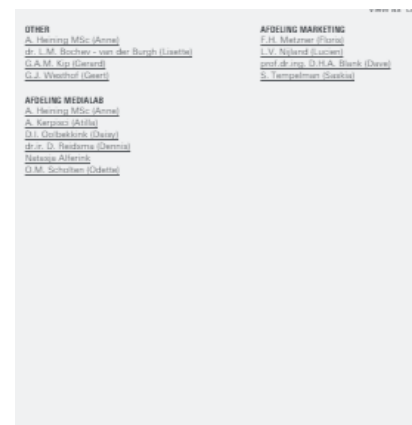 OTHER
A. Heining MSc (Anne)
dr. L.M. Bochev - van der Burgh (Lisette)
G.A.M. Kip (Gerard)
G.J. Westhof (Geert)
AFDELING MEDIALAB
A. Heining MSc (Anne)
A. Kerpisci (Atilla)
D.I. Oolbekkink (Daisy)
dr.ir. D. Reidsma (Dennis)
Natasja Alferink
O.M. Scholten (Odette)
AFDELING MARKETING
F.H. Metzner (Floris)
L.V. Nijland (Lucien)
prof.dr.ing. D.H.A. Blank (Dave)
S. Tempelman (Saskia)